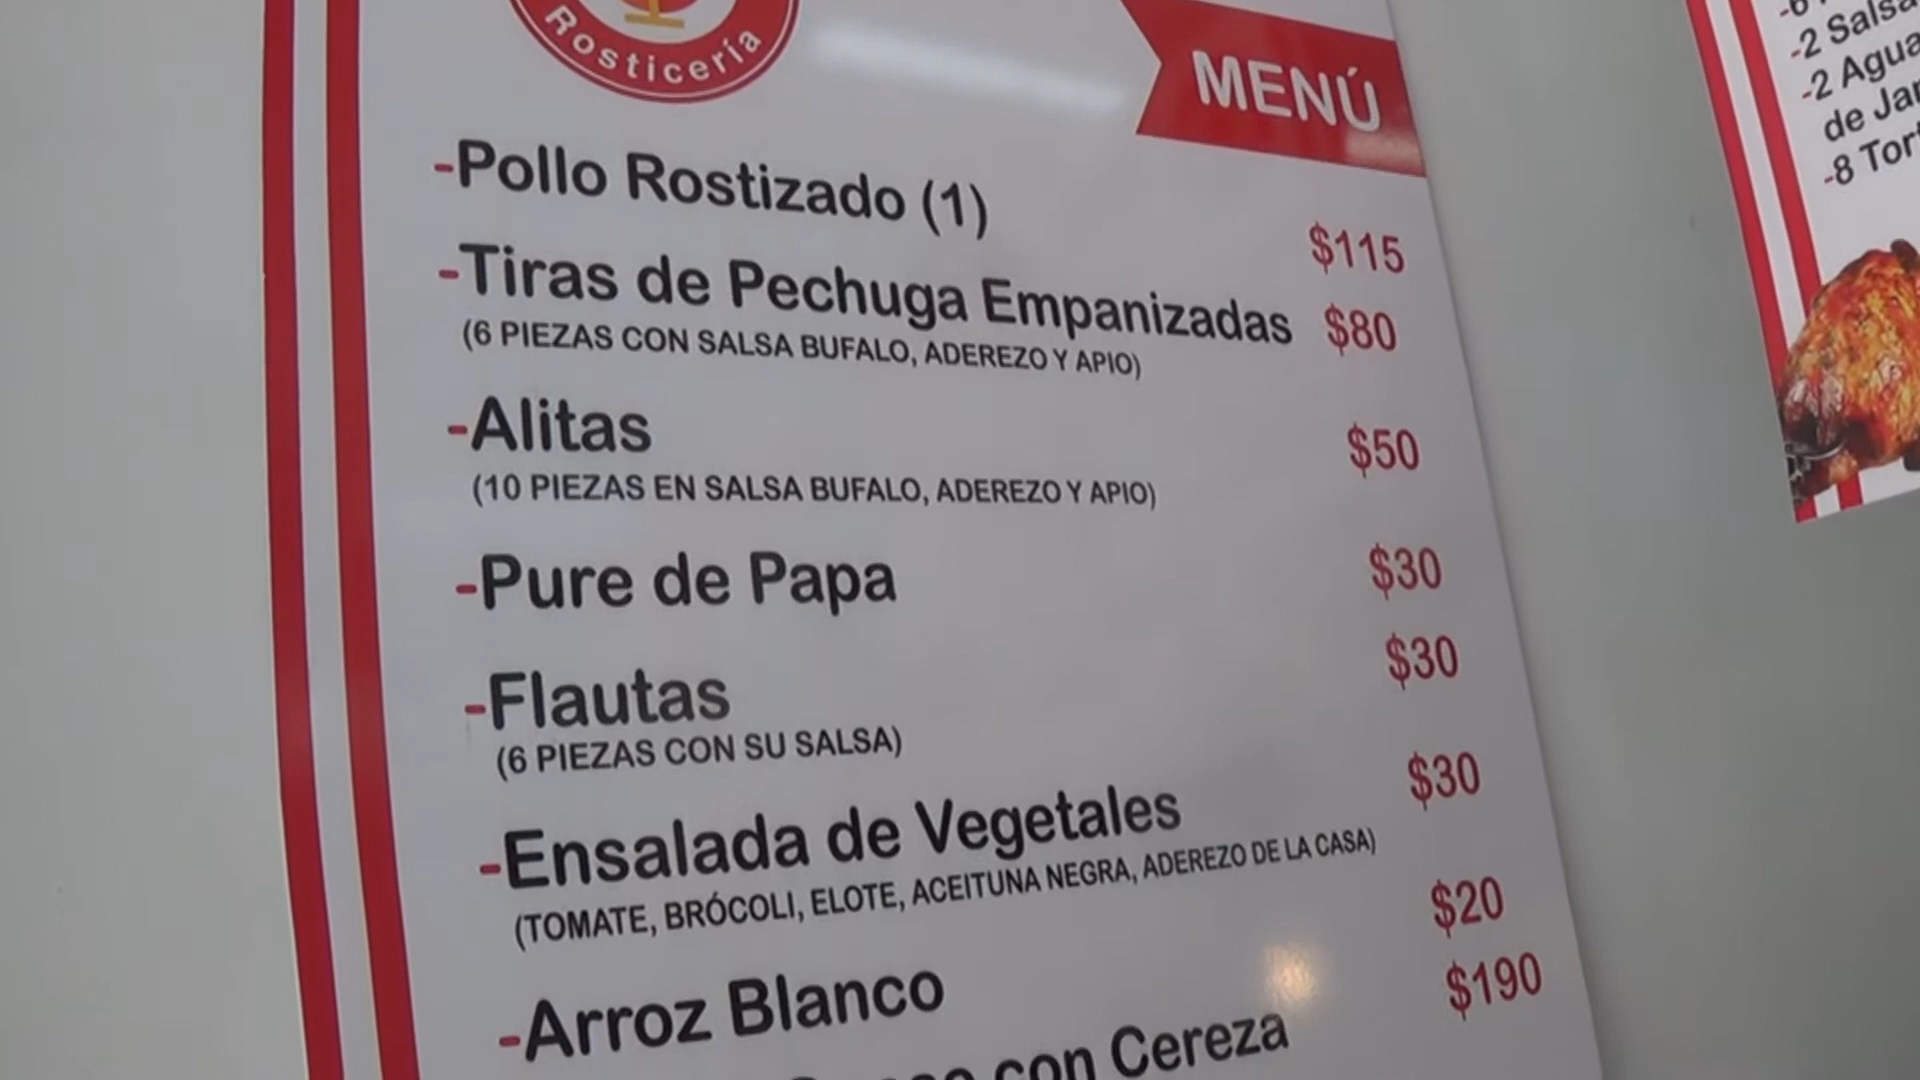 Rosticería
MENÚ
-Pollo Rostizado (1) $115
-Tiras de Pechuga Empanizadas $80
(6 PIEZAS CON SALSA BUFALO, ADEREZO Y APIO)
-Alitas $50
(10 PIEZAS EN SALSA BUFALO, ADEREZO Y APIO)
-Pure de Papa $30
-Flautas $30
(6 PIEZAS CON SU SALSA)
-Ensalada de Vegetales $30
(TOMATE, BRÓCOLI, ELOTE, ACEITUNA NEGRA, ADEREZO DE LA CASA)
-Arroz Blanco $20
con Cereza $190
-6
-2 Salsa
-2 Agua
de
-8